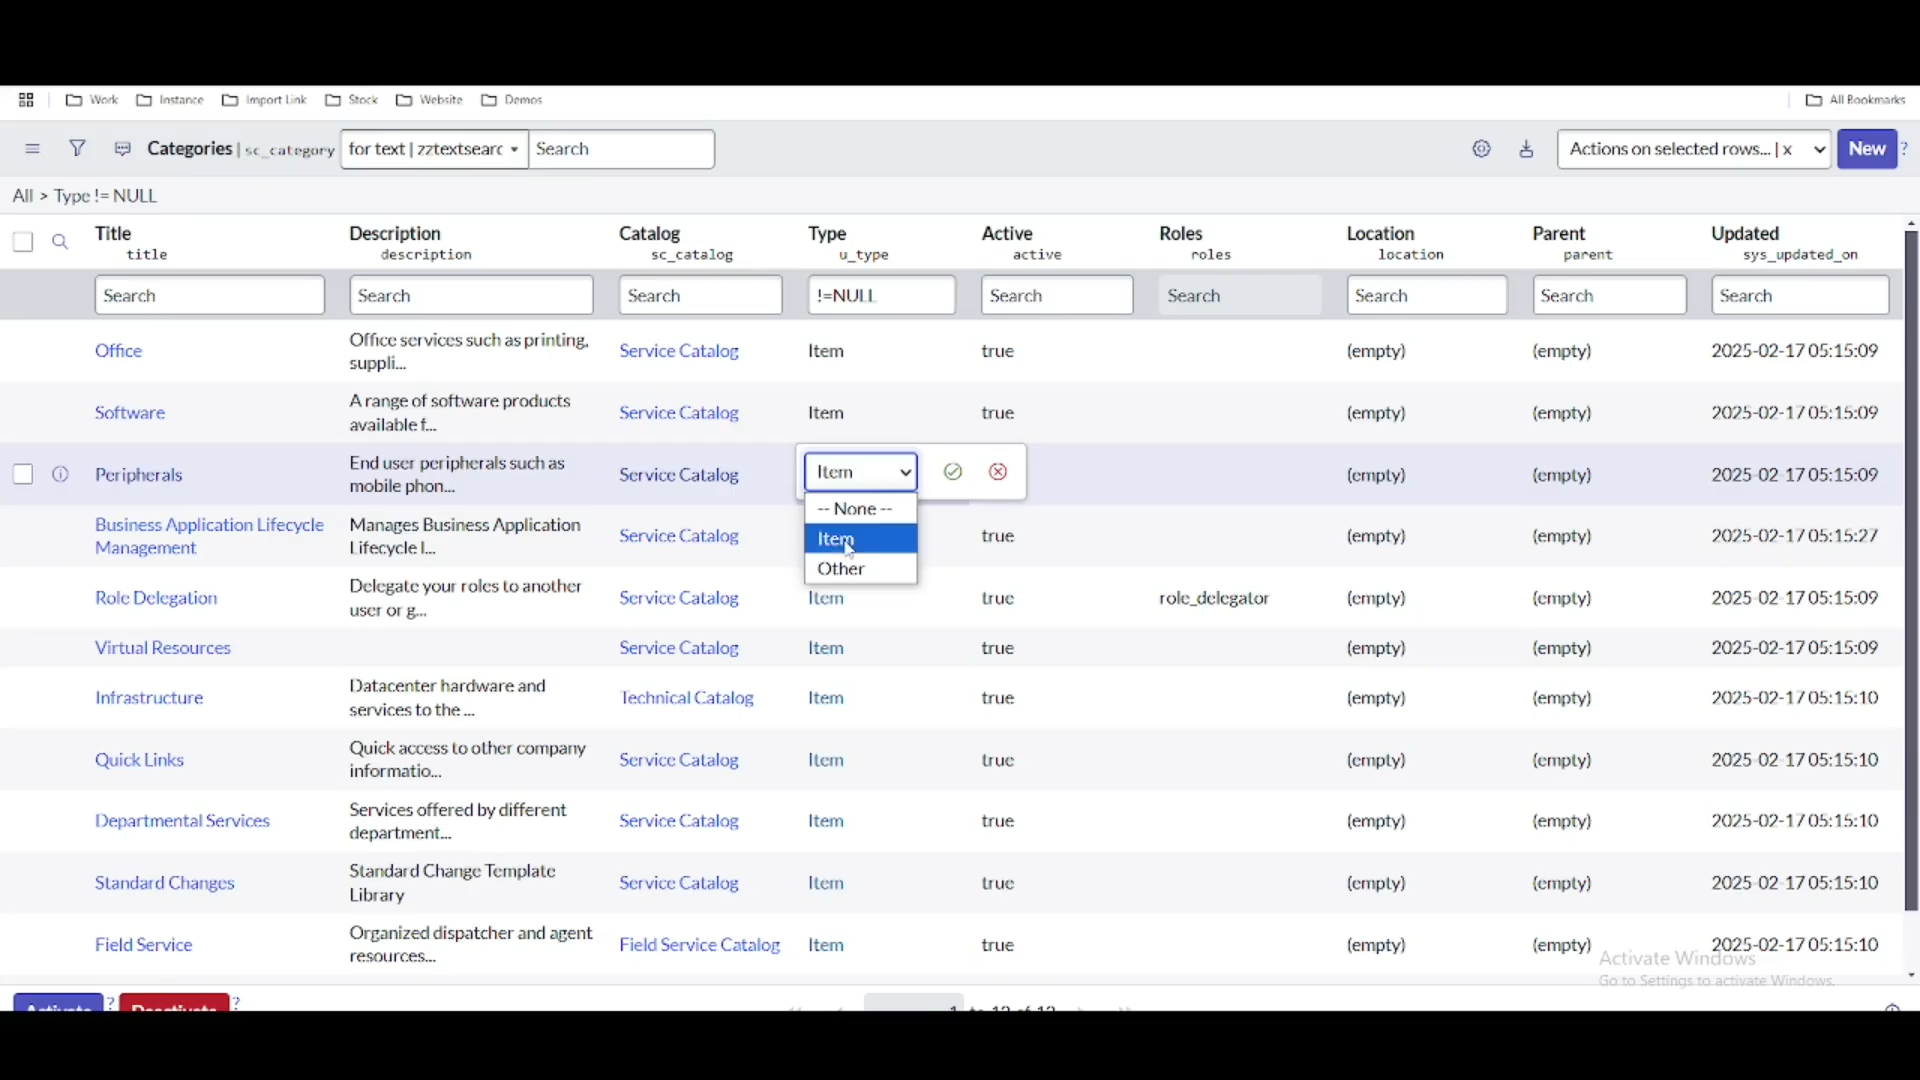 Work Instance Import Link Stock Website Demos All Bookmarks
Categories | sc_category for text | zztextsearc Search Actions on selected rows... | x New ?
All > Type != NULL
Title Description Catalog Type Active Roles Location Parent Updated
title description sc_catalog u_type active roles location parent sys_updated_on
Search Search Search !=NULL Search Search Search Search Search
Office Office services such as printing, suppli... Service Catalog Item true (empty) (empty) 2025-02-17 05:15:09
Software A range of software products available f... Service Catalog Item true (empty) (empty) 2025-02-17 05:15:09
Peripherals End user peripherals such as mobile phon... Service Catalog Item (empty) (empty) 2025-02-17 05:15:09
-- None --
Item
Other
Business Application Lifecycle Management Manages Business Application Lifecycle I... Service Catalog true (empty) (empty) 2025-02-17 05:15:27
Role Delegation Delegate your roles to another user or g... Service Catalog Item true role_delegator (empty) (empty) 2025-02-17 05:15:09
Virtual Resources Service Catalog Item true (empty) (empty) 2025-02-17 05:15:09
Infrastructure Datacenter hardware and services to the ... Technical Catalog Item true (empty) (empty) 2025-02-17 05:15:10
Quick Links Quick access to other company informatio... Service Catalog Item true (empty) (empty) 2025-02-17 05:15:10
Departmental Services Services offered by different department... Service Catalog Item true (empty) (empty) 2025-02-17 05:15:10
Standard Changes Standard Change Template Library Service Catalog Item true (empty) (empty) 2025-02-17 05:15:10
Field Service Organized dispatcher and agent resources... Field Service Catalog Item true (empty) (empty) 2025-02-17 05:15:10
Activate Windows
Go to Settings to activate Windows.
Activate ? Deactivate ? 1 to 12 of 12